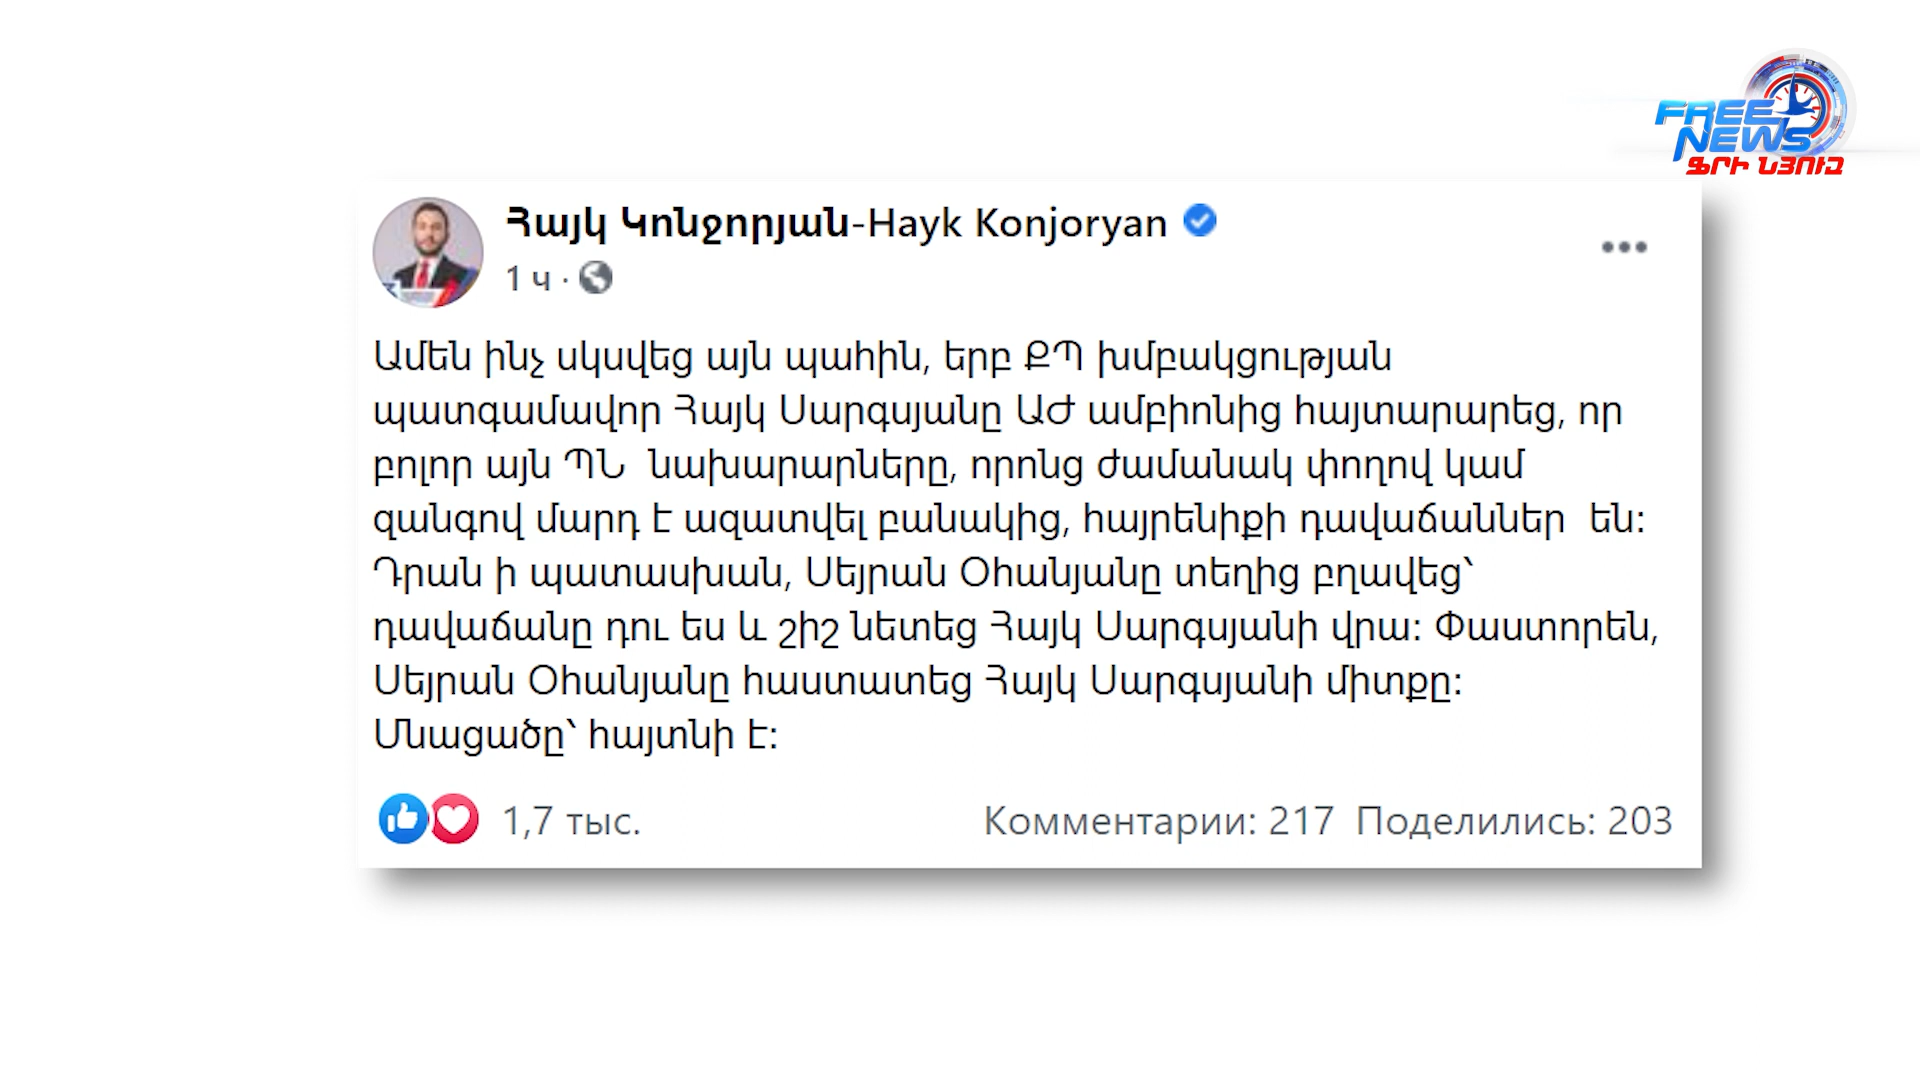 FREE
NEWS
ՖՐԻ ՆՅՈՒԶ
Հայկ Կոնջորյան-Hayk Konjoryan
1 ч ·
Ամեն ինչ սկսվեց այն պահին, երբ ՔՊ խմբակցության
պատգամավոր Հայկ Սարգսյանը ԱԺ ամբիոնից հայտարարեց, որ
բոլոր այն ՊՆ  նախարարները, որոնց ժամանակ փողով կամ
զանգով մարդ է ազատվել բանակից, հայրենիքի դավաճաններ  են:
Դրան ի պատասխան, Սեյրան Օհանյանը տեղից բղավեց՝
դավաճանը դու ես և շիշ նետեց Հայկ Սարգսյանի վրա: Փաստորեն,
Սեյրան Օհանյանը հաստատեց Հայկ Սարգսյանի միտքը:
Մնացածը՝ հայտնի է:
1,7 тыс.
Комментарии: 217 Поделились: 203